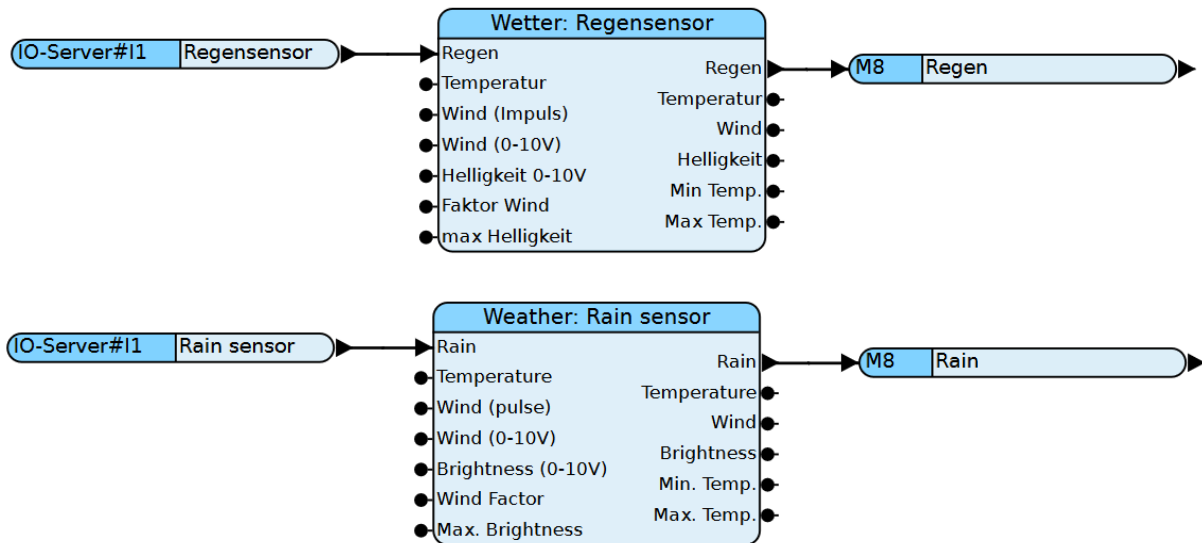 Wetter: Regensensor
IO-Server#I1 Regensensor
Regen
Temperatur
Wind (Impuls)
Wind (0-10V)
Helligkeit 0-10V
Faktor Wind
max Helligkeit
Regen
Temperatur
Wind
Helligkeit
Min Temp.
Max Temp.
M8 Regen
Weather: Rain sensor
IO-Server#I1 Rain sensor
Rain
Temperature
Wind (pulse)
Wind (0-10V)
Brightness (0-10V)
Wind Factor
Max. Brightness
Rain
Temperature
Wind
Brightness
Min. Temp.
Max. Temp.
M8 Rain